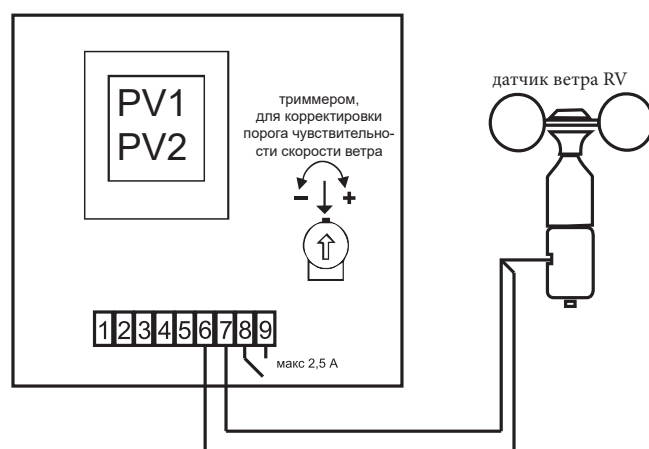 PV1
PV2
триммером,
для корректировки
порога чувствительно-
сти скорости ветра
− +
датчик ветра RV
1 2 3 4 5 6 7 8 9
макс 2,5 А